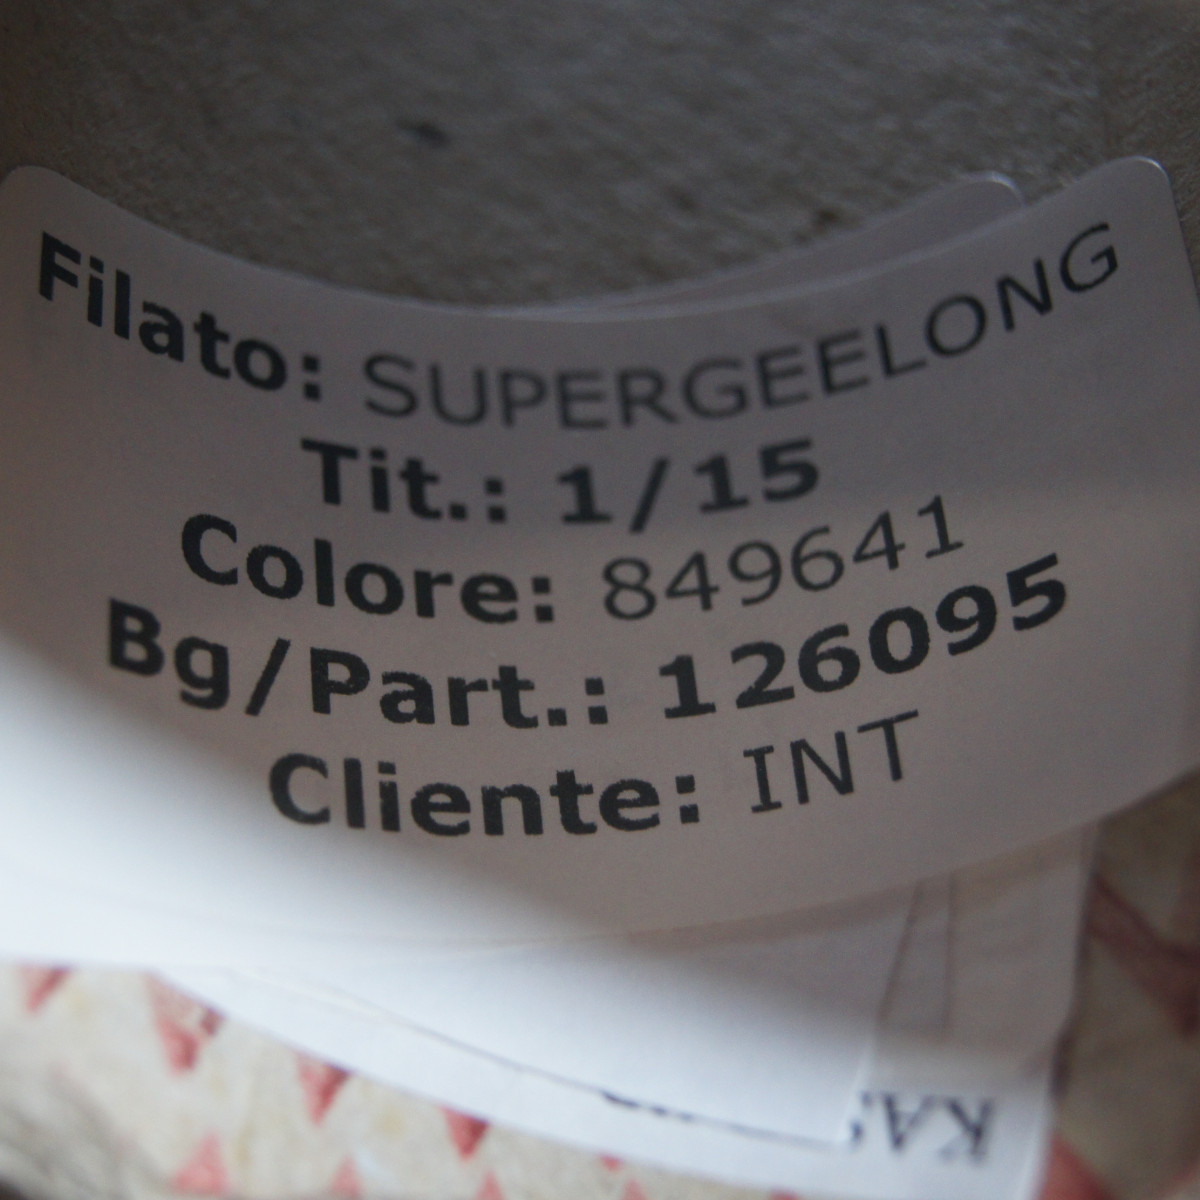 Filato: SUPERGEELONG
Tit.: 1/15
Colore: 849641
Bg/Part.: 126095
Cliente: INT